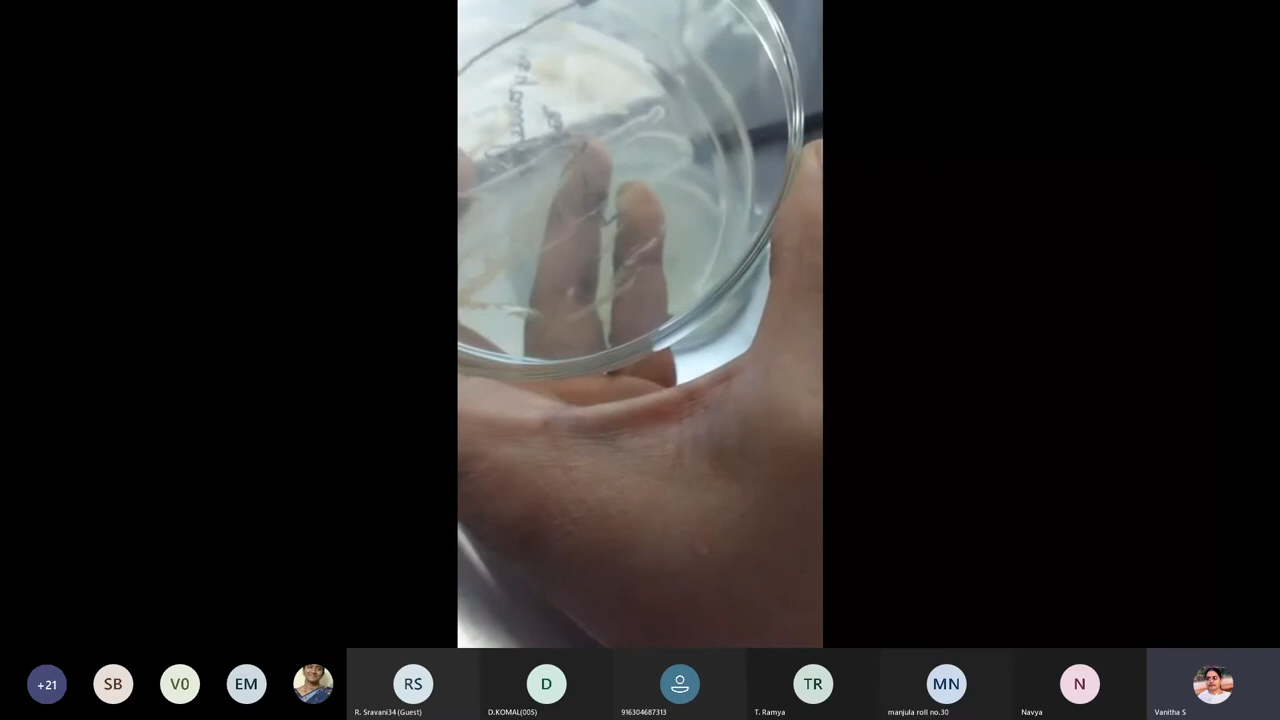 +21
SB
V0
EM
RS
R. Sravani34 (Guest)
D
D.KOMAL(005)
916304687313
TR
T. Ramya
MN
manjula roll no.30
N
Navya
Vanitha S